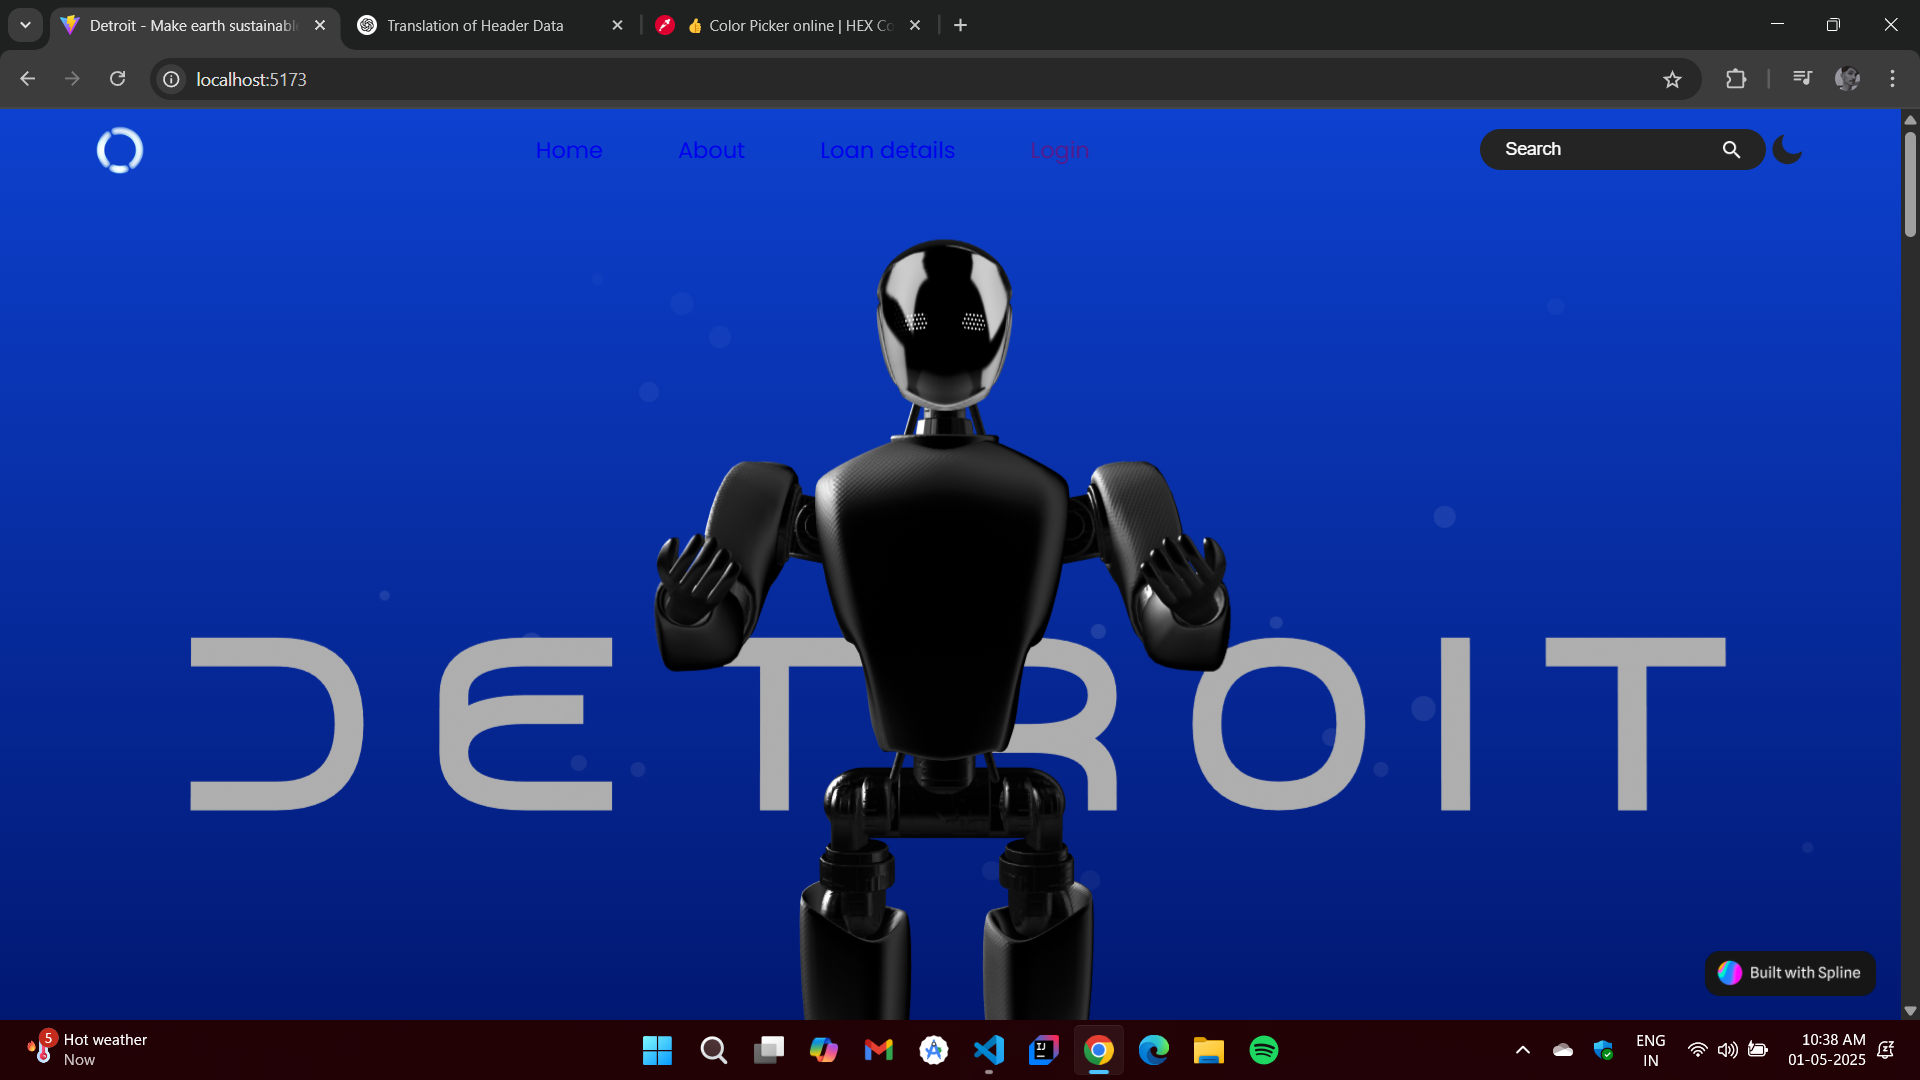 Detroit - Make earth sustainabl
Translation of Header Data
👍 Color Picker online | HEX Co
localhost:5173
Home
About
Loan details
Login
Search
DETROIT
Built with Spline
5
Hot weather
Now
ENG
IN
10:38 AM
01-05-2025